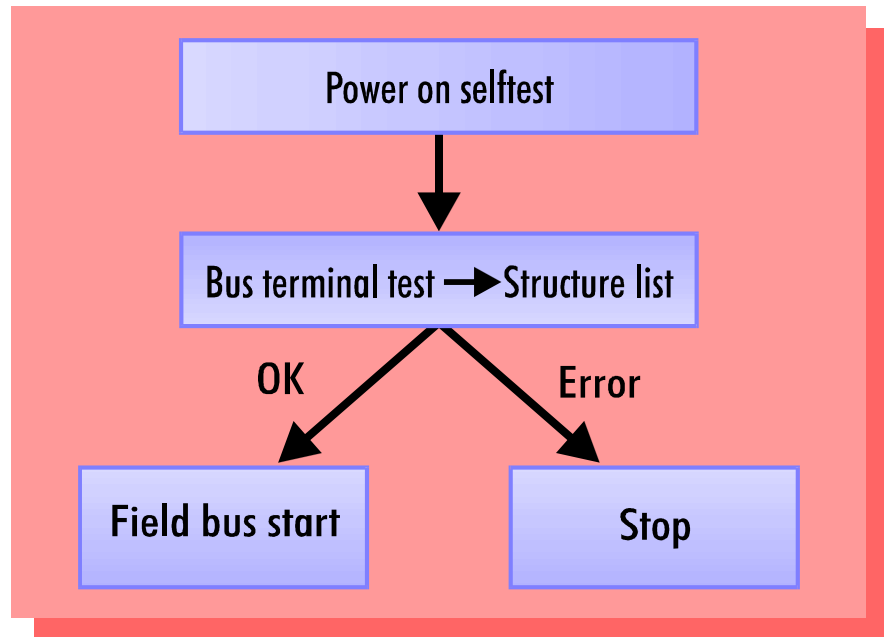 Power on selftest
Bus terminal test → Structure list
OK
Error
Field bus start
Stop